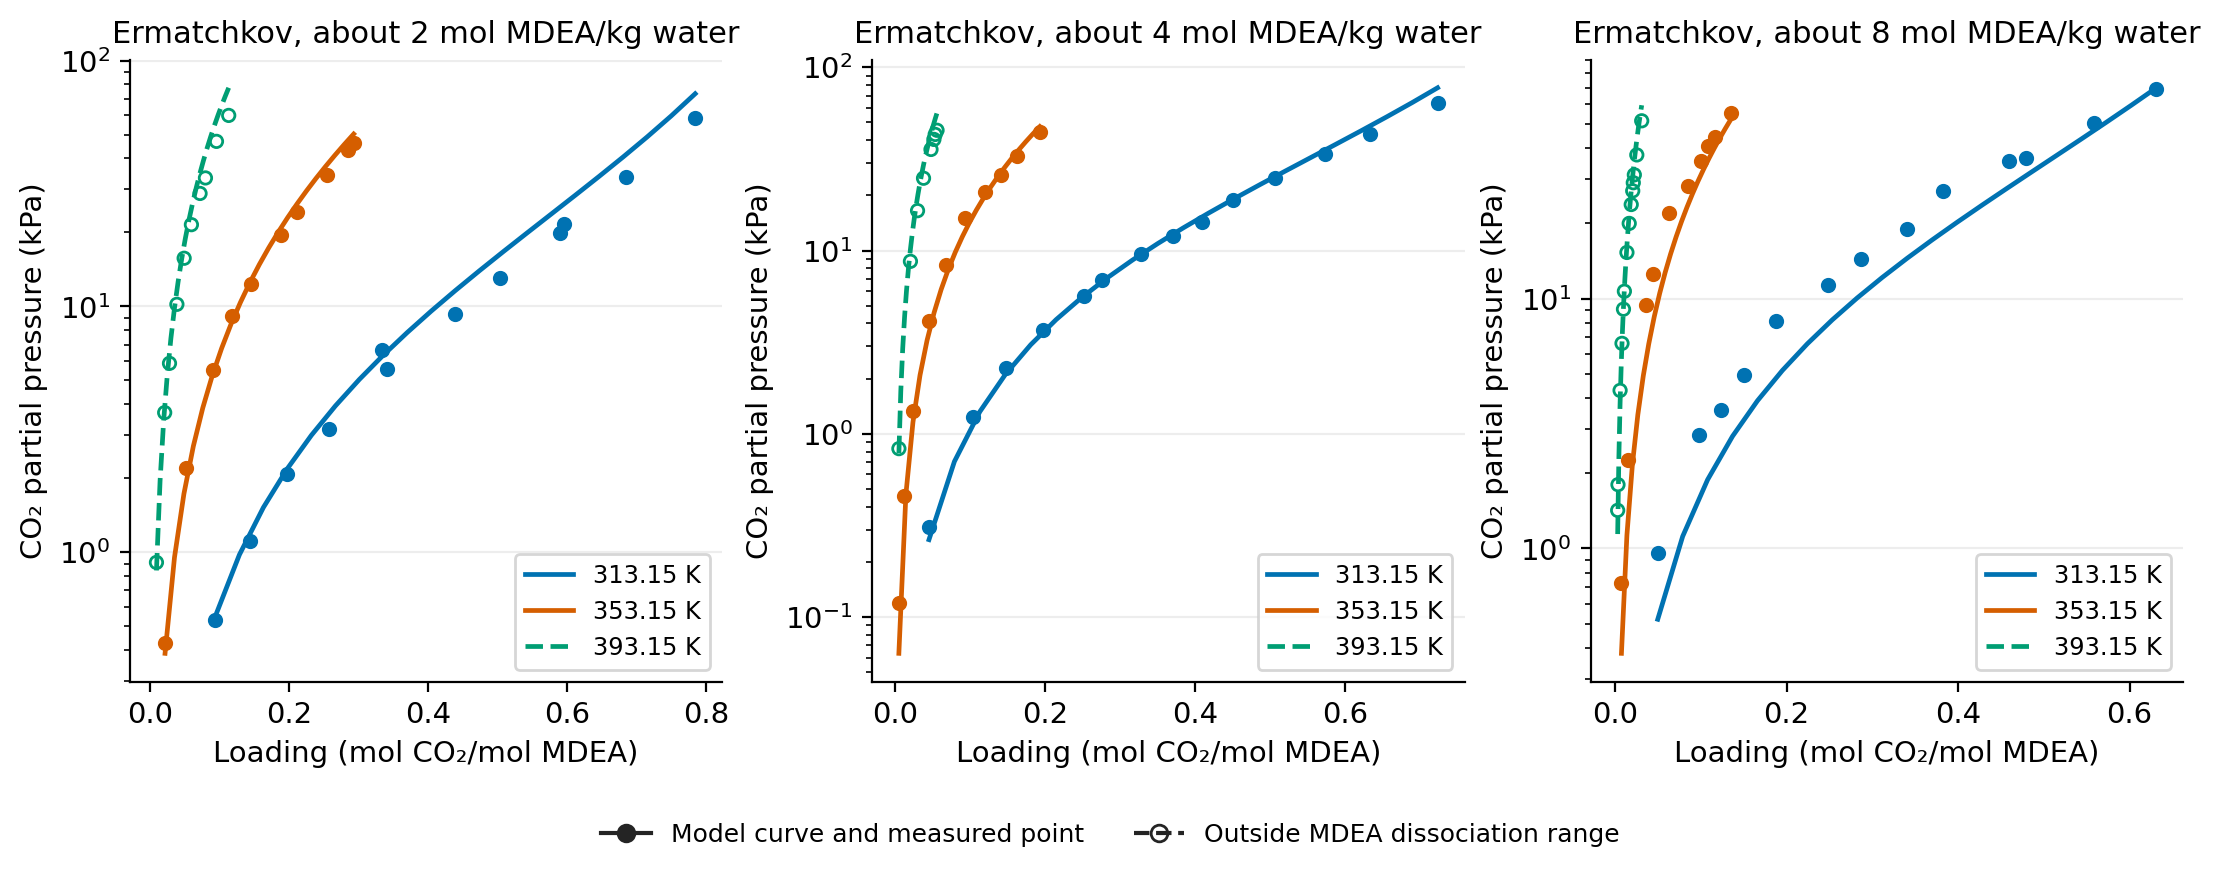 Ermatchkov, about 2 mol MDEA/kg water
Ermatchkov, about 4 mol MDEA/kg water
Ermatchkov, about 8 mol MDEA/kg water
CO₂ partial pressure (kPa)
10²
10¹
10⁰
313.15 K
353.15 K
393.15 K
0.0 0.2 0.4 0.6 0.8
Loading (mol CO₂/mol MDEA)
CO₂ partial pressure (kPa)
10²
10¹
10⁰
10⁻¹
313.15 K
353.15 K
393.15 K
0.0 0.2 0.4 0.6
Loading (mol CO₂/mol MDEA)
CO₂ partial pressure (kPa)
10¹
10⁰
313.15 K
353.15 K
393.15 K
0.0 0.2 0.4 0.6
Loading (mol CO₂/mol MDEA)
Model curve and measured point
Outside MDEA dissociation range